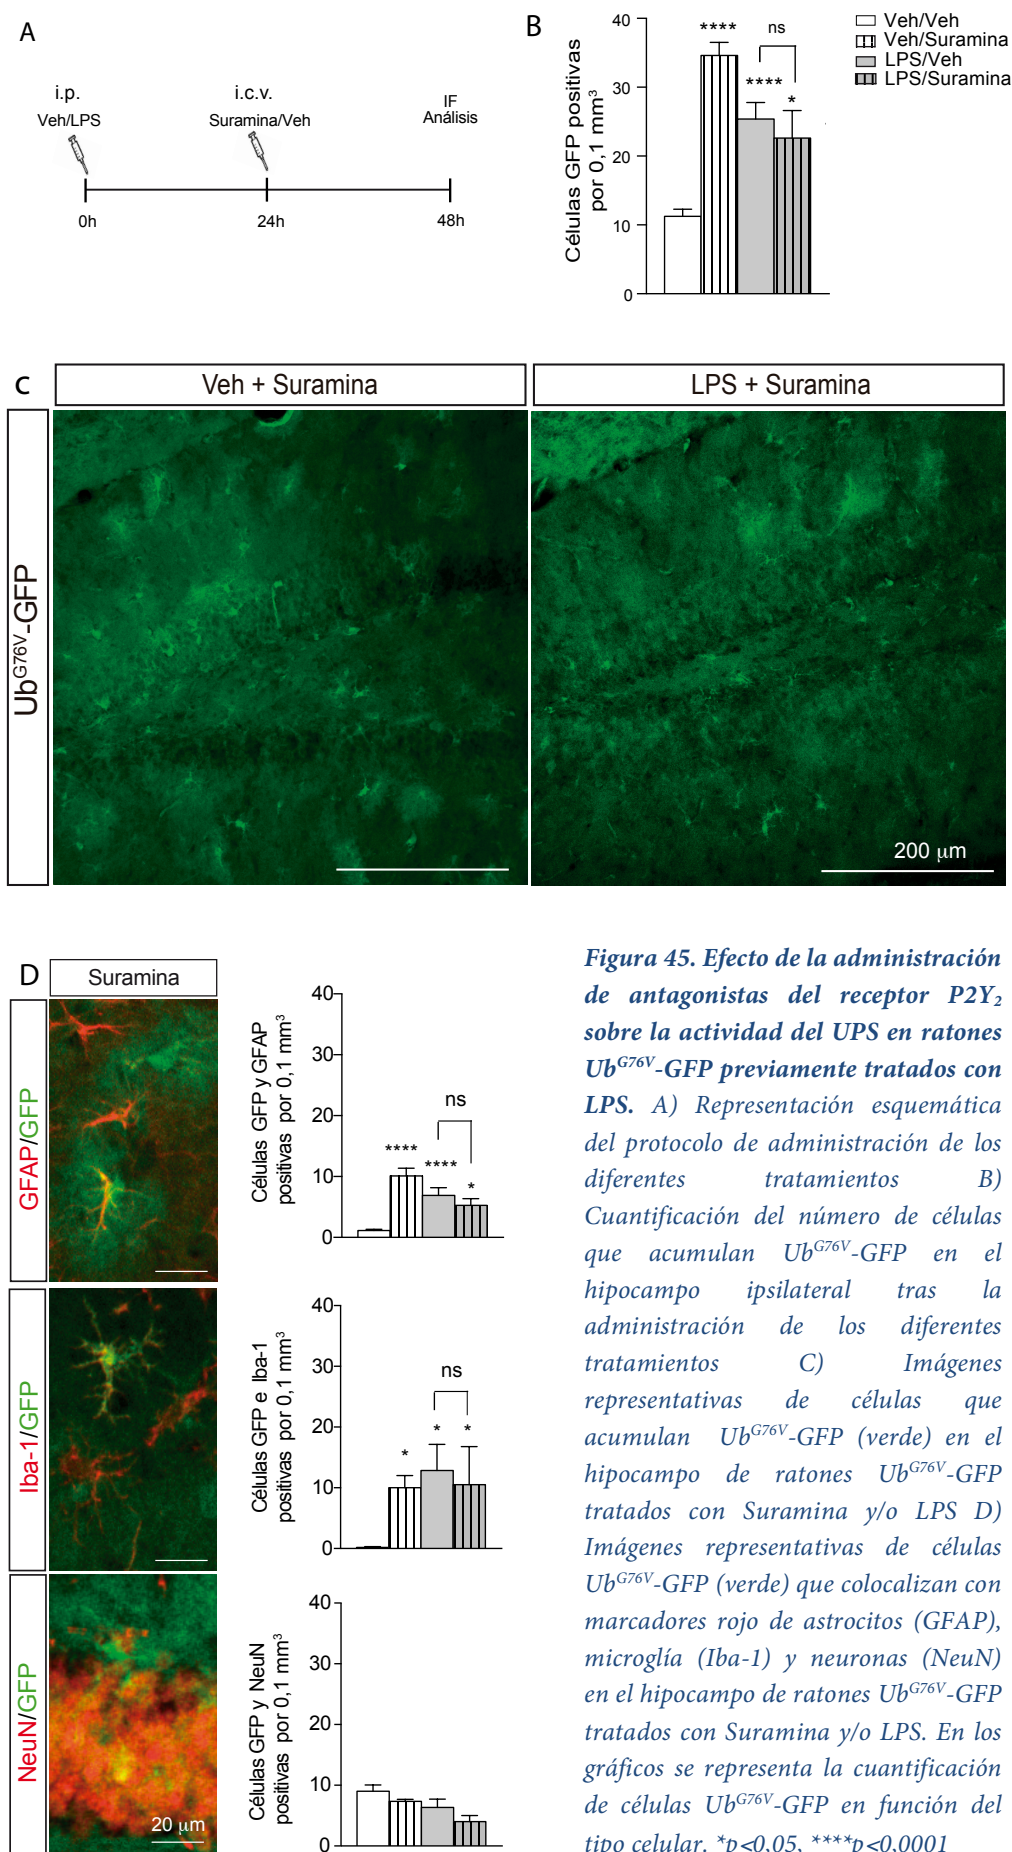 A
i.p.
Veh/LPS
i.c.v.
Suramina/Veh
IF
Análisis
0h
24h
48h
B
Células GFP positivas
por 0,1 mm³
40
30
20
10
0
****
****
ns
*
Veh/Veh
Veh/Suramina
LPS/Veh
LPS/Suramina
C
Veh + Suramina
LPS + Suramina
Ub^G76V-GFP
200 µm
D
Suramina
GFAP/GFP
Células GFP y GFAP
positivas por 0,1 mm³
40
30
20
10
0
****
****
ns
*
Iba-1/GFP
Células GFP e Iba-1
positivas por 0,1 mm³
40
30
20
10
0
*
*
ns
*
NeuN/GFP
20 µm
Células GFP y NeuN
positivas por 0,1 mm³
40
30
20
10
0
Figura 45. Efecto de la administración
de antagonistas del receptor P2Y₂
sobre la actividad del UPS en ratones
Ub^G76V-GFP previamente tratados con
LPS. A) Representación esquemática
del protocolo de administración de los
diferentes tratamientos B)
Cuantificación del número de células
que acumulan Ub^G76V-GFP en el
hipocampo ipsilateral tras la
administración de los diferentes
tratamientos C) Imágenes
representativas de células que
acumulan Ub^G76V-GFP (verde) en el
hipocampo de ratones Ub^G76V-GFP
tratados con Suramina y/o LPS D)
Imágenes representativas de células
Ub^G76V-GFP (verde) que colocalizan con
marcadores rojo de astrocitos (GFAP),
microglía (Iba-1) y neuronas (NeuN)
en el hipocampo de ratones Ub^G76V-GFP
tratados con Suramina y/o LPS. En los
gráficos se representa la cuantificación
de células Ub^G76V-GFP en función del
tipo celular. *p<0,05, ****p<0,0001